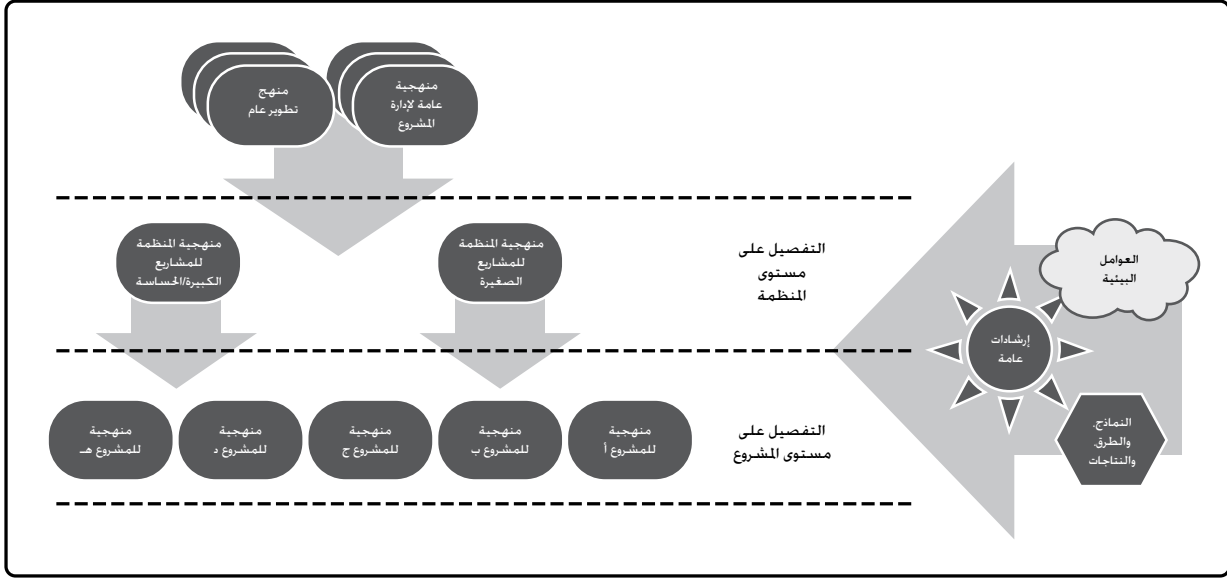 منهجية
عامة لإدارة
المشروع
منهج
تطوير عام
التفصيل على
مستوى
المنظمة
منهجية المنظمة
للمشاريع
الصغيرة
منهجية المنظمة
للمشاريع
الكبيرة/الحساسة
العوامل
البيئية
إرشادات
عامة
النماذج.
والطرق.
والنتاجات
التفصيل على
مستوى المشروع
منهجية
للمشروع أ
منهجية
للمشروع ب
منهجية
للمشروع ج
منهجية
للمشروع د
منهجية
للمشروع هـ